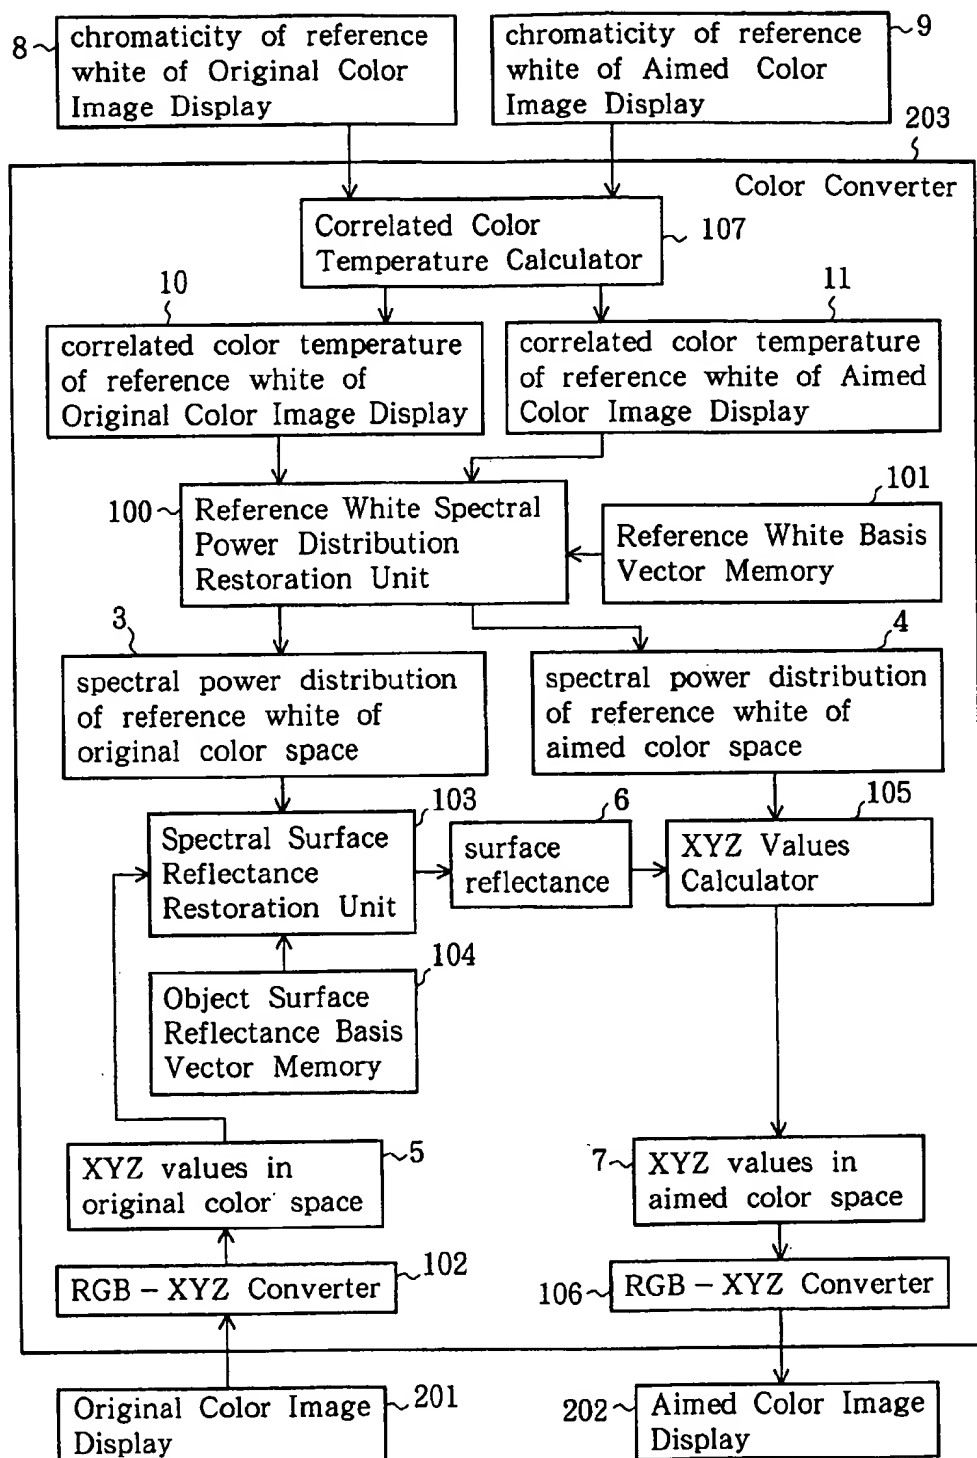 8
chromaticity of reference
white of Original Color
Image Display
chromaticity of reference
white of Aimed Color
Image Display
9
203
Color Converter
Correlated Color
Temperature Calculator
107
10
correlated color temperature
of reference white of
Original Color Image Display
11
correlated color temperature
of reference white of Aimed
Color Image Display
100
Reference White Spectral
Power Distribution
Restoration Unit
101
Reference White Basis
Vector Memory
3
spectral power distribution
of reference white of
original color space
4
spectral power distribution
of reference white of
aimed color space
103
Spectral Surface
Reflectance
Restoration Unit
6
surface
reflectance
105
XYZ Values
Calculator
104
Object Surface
Reflectance Basis
Vector Memory
XYZ values in
original color space
5
7
XYZ values in
aimed color space
RGB - XYZ Converter
102
106
RGB - XYZ Converter
Original Color Image
Display
201
202
Aimed Color Image
Display